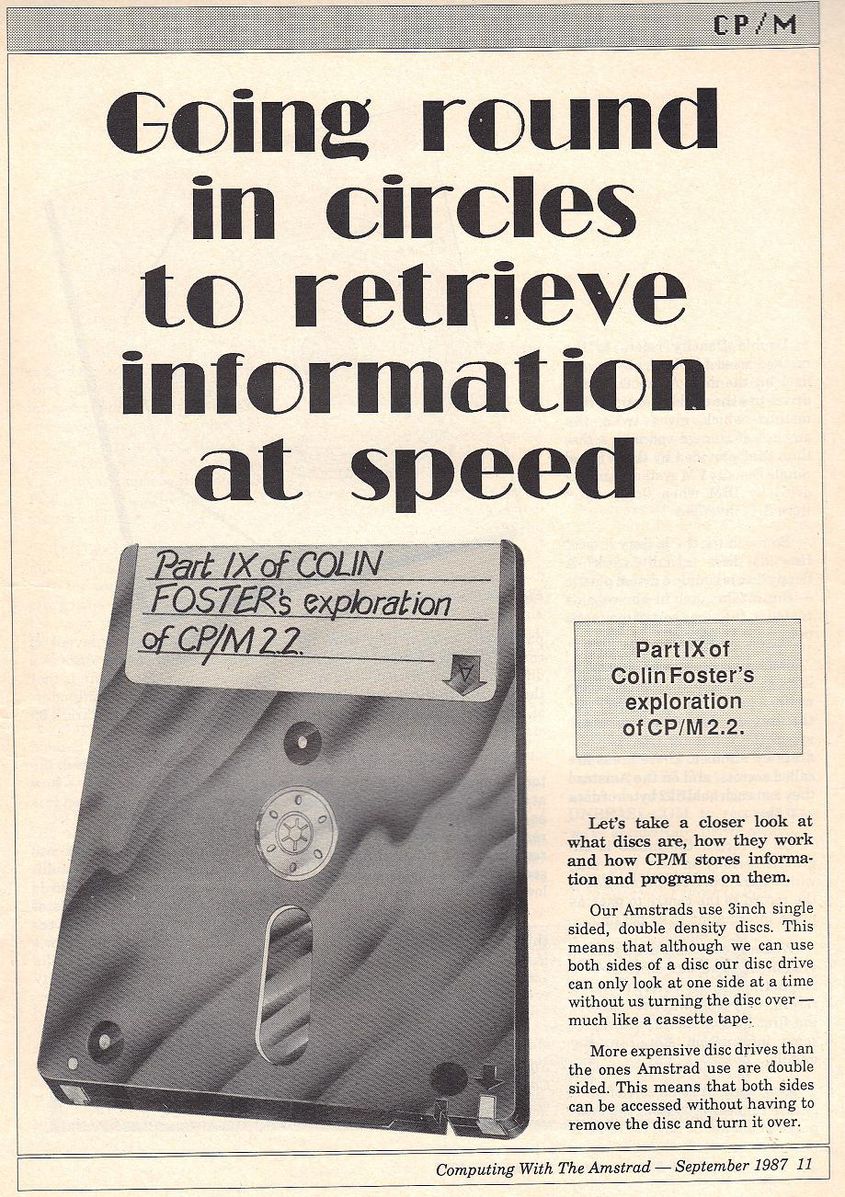 CP/M
Going round
in circles
to retrieve
information
at speed
Part IX of COLIN
FOSTER's exploration
of CP/M 2.2.
A
Part IX of
Colin Foster's
exploration
of CP/M 2.2.
Let's take a closer look at
what discs are, how they work
and how CP/M stores informa-
tion and programs on them.
Our Amstrads use 3inch single
sided, double density discs. This
means that although we can use
both sides of a disc our disc drive
can only look at one side at a time
without us turning the disc over —
much like a cassette tape.
More expensive disc drives than
the ones Amstrad use are double
sided. This means that both sides
can be accessed without having to
remove the disc and turn it over.
Computing With The Amstrad — September 1987 11